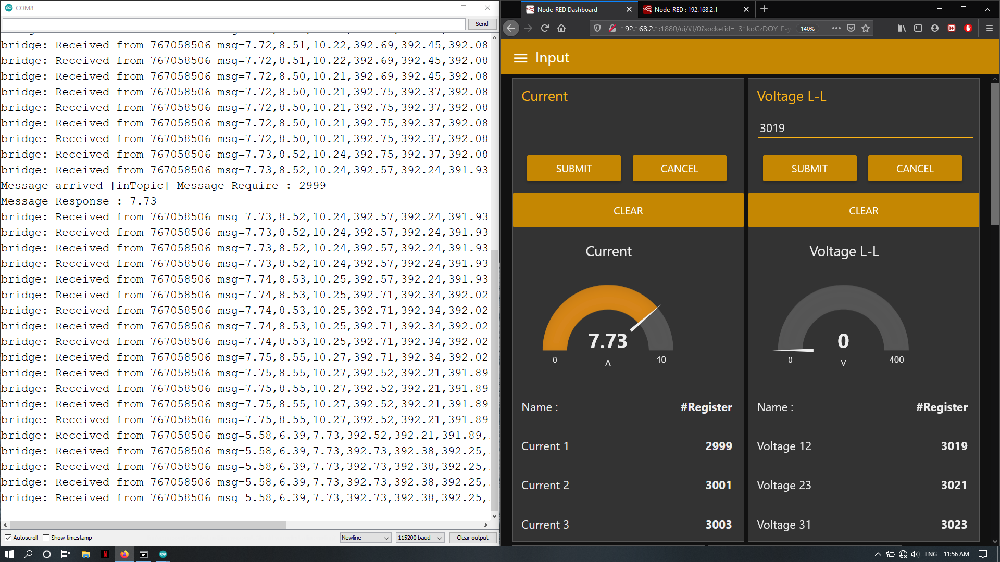 COM8
Send
bridge: Received from 767058506 msg=7.72,8.51,10.22,392.69,392.45,392.08
bridge: Received from 767058506 msg=7.72,8.51,10.22,392.69,392.45,392.08
bridge: Received from 767058506 msg=7.72,8.50,10.21,392.69,392.45,392.08
bridge: Received from 767058506 msg=7.72,8.50,10.21,392.75,392.37,392.08
bridge: Received from 767058506 msg=7.72,8.50,10.21,392.75,392.37,392.08
bridge: Received from 767058506 msg=7.72,8.50,10.21,392.75,392.37,392.08
bridge: Received from 767058506 msg=7.72,8.50,10.21,392.75,392.37,392.08
bridge: Received from 767058506 msg=7.73,8.52,10.24,392.75,392.37,392.08
bridge: Received from 767058506 msg=7.73,8.52,10.24,392.57,392.24,391.93
Message arrived [inTopic] Message Require : 2999
Message Response : 7.73
bridge: Received from 767058506 msg=7.73,8.52,10.24,392.57,392.24,391.93
bridge: Received from 767058506 msg=7.73,8.52,10.24,392.57,392.24,391.93
bridge: Received from 767058506 msg=7.73,8.52,10.24,392.57,392.24,391.93
bridge: Received from 767058506 msg=7.73,8.52,10.24,392.57,392.24,391.93
bridge: Received from 767058506 msg=7.74,8.53,10.25,392.57,392.24,391.93
bridge: Received from 767058506 msg=7.74,8.53,10.25,392.71,392.34,392.02
bridge: Received from 767058506 msg=7.74,8.53,10.25,392.71,392.34,392.02
bridge: Received from 767058506 msg=7.74,8.53,10.25,392.71,392.34,392.02
bridge: Received from 767058506 msg=7.74,8.53,10.25,392.71,392.34,392.02
bridge: Received from 767058506 msg=7.75,8.55,10.27,392.71,392.34,392.02
bridge: Received from 767058506 msg=7.75,8.55,10.27,392.52,392.21,391.89
bridge: Received from 767058506 msg=7.75,8.55,10.27,392.52,392.21,391.89
bridge: Received from 767058506 msg=7.75,8.55,10.27,392.52,392.21,391.89
bridge: Received from 767058506 msg=7.75,8.55,10.27,392.52,392.21,391.89
bridge: Received from 767058506 msg=5.58,6.39,7.73,392.52,392.21,391.89,
bridge: Received from 767058506 msg=5.58,6.39,7.73,392.73,392.38,392.25,
bridge: Received from 767058506 msg=5.58,6.39,7.73,392.73,392.38,392.25,
bridge: Received from 767058506 msg=5.58,6.39,7.73,392.73,392.38,392.25,
bridge: Received from 767058506 msg=5.58,6.39,7.73,392.73,392.38,392.25,
Autoscroll Show timestamp Newline 115200 baud Clear output
Node-RED Dashboard Node-RED : 192.168.2.1
192.168.2.1:1880/ui/#!/0?socketid=_31koCzDOY_F-y 140%
Input
Current
SUBMIT CANCEL
CLEAR
Current
7.73
0 A 10
Name : #Register
Current 1 2999
Current 2 3001
Current 3 3003
Voltage L-L
3019
SUBMIT CANCEL
CLEAR
Voltage L-L
0
0 V 400
Name : #Register
Voltage 12 3019
Voltage 23 3021
Voltage 31 3023
ENG 11:56 AM